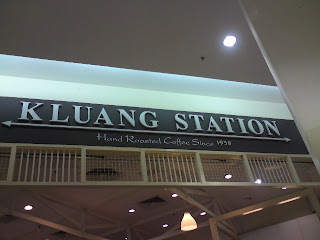 KLUANG STATION
Hand Roasted Coffee Since 1938